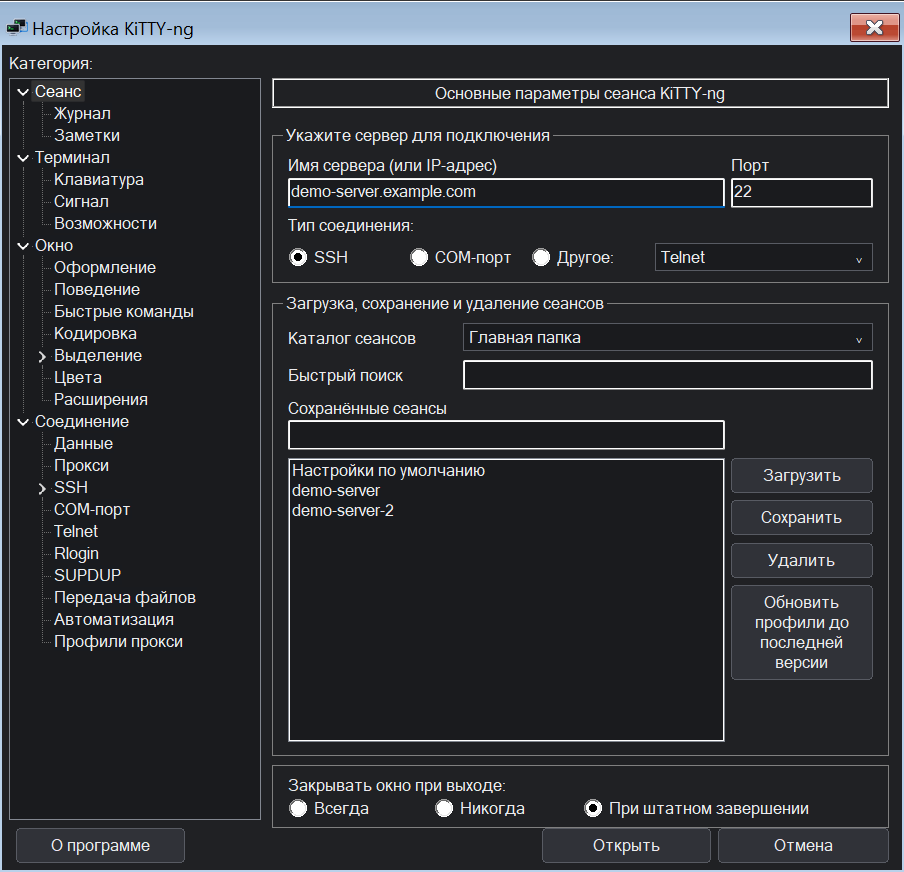 Настройка KiTTY-ng
Категория:
Сеанс
Журнал
Заметки
Терминал
Клавиатура
Сигнал
Возможности
Окно
Оформление
Поведение
Быстрые команды
Кодировка
Выделение
Цвета
Расширения
Соединение
Данные
Прокси
SSH
COM-порт
Telnet
Rlogin
SUPDUP
Передача файлов
Автоматизация
Профили прокси
Основные параметры сеанса KiTTY-ng
Укажите сервер для подключения
Имя сервера (или IP-адрес) Порт
demo-server.example.com 22
Тип соединения:
SSH COM-порт Другое: Telnet
Загрузка, сохранение и удаление сеансов
Каталог сеансов Главная папка
Быстрый поиск
Сохранённые сеансы
Настройки по умолчанию
demo-server
demo-server-2
Загрузить
Сохранить
Удалить
Обновить
профили до
последней
версии
Закрывать окно при выходе:
Всегда Никогда При штатном завершении
О программе Открыть Отмена